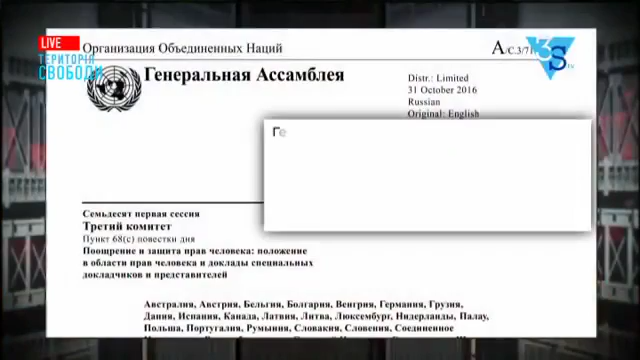 LIVE
ТЕРИТОРІЯ
СВОБОДИ
Организация Объединенных Наций
A/C.3/71/
3S
TV
Генеральная Ассамблея
Distr.: Limited
31 October 2016
Russian
Original: English
Ге
Семьдесят первая сессия
Третий комитет
Пункт 68(c) повестки дня
Поощрение и защита прав человека: положение
в области прав человека и доклады специальных
докладчиков и представителей
Австралия, Австрия, Бельгия, Болгария, Венгрия, Германия, Грузия,
Дания, Испания, Канада, Латвия, Литва, Люксембург, Нидерланды, Палау,
Польша, Португалия, Румыния, Словакия, Словения, Соединенное